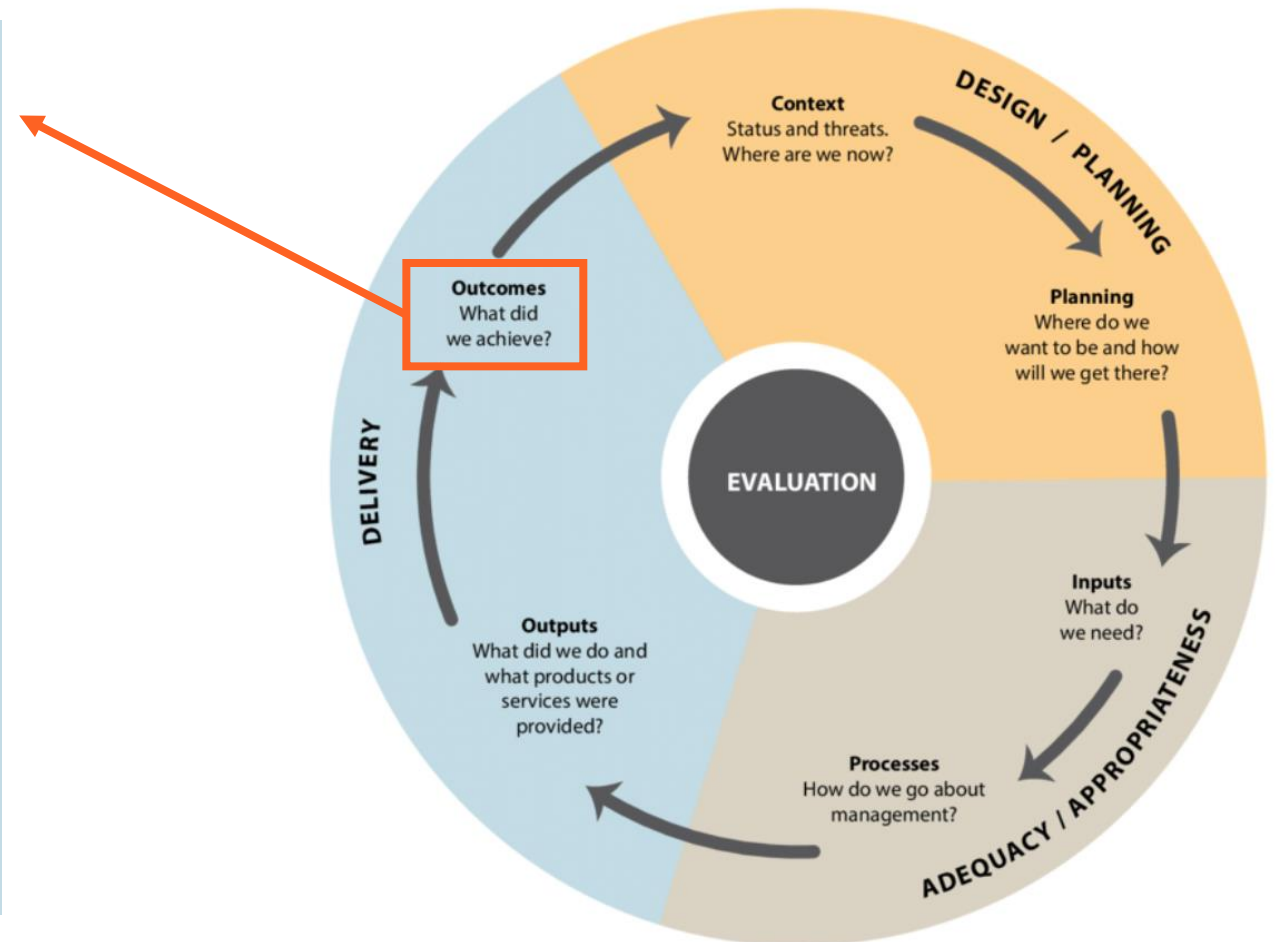 DESIGN / PLANNING
Context
Status and threats.
Where are we now?
Planning
Where do we
want to be and how
will we get there?
Inputs
What do
we need?
ADEQUACY / APPROPRIATENESS
Processes
How do we go about
management?
Outputs
What did we do and
what products or
services were
provided?
DELIVERY
Outcomes
What did
we achieve?
EVALUATION